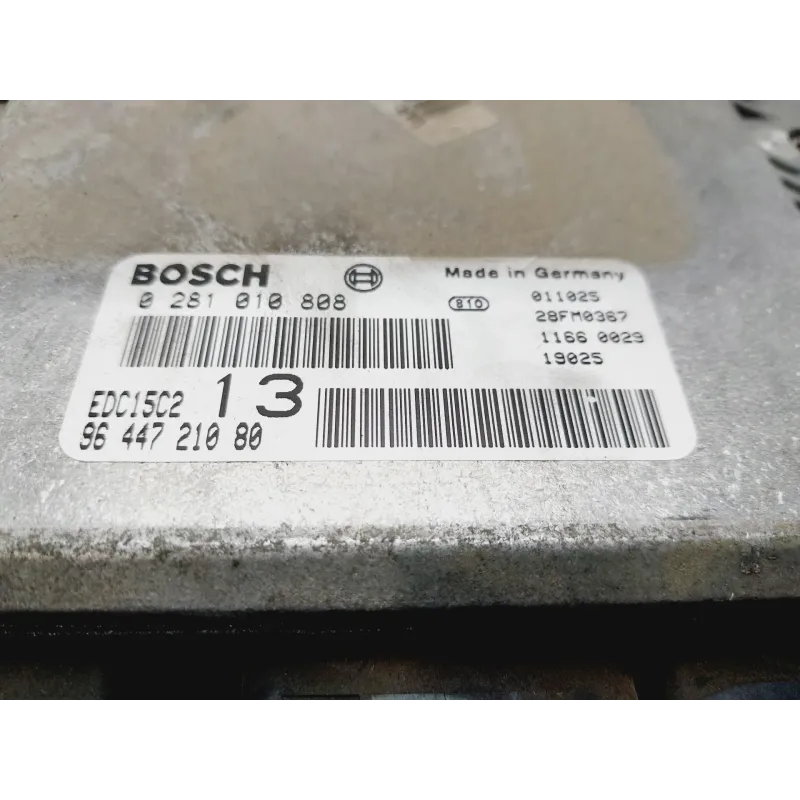 BOSCH Made in Germany
0 281 010 808 810 011025
28FM0367
1166 0029
19025
EDC15C2 13
96 447 210 80